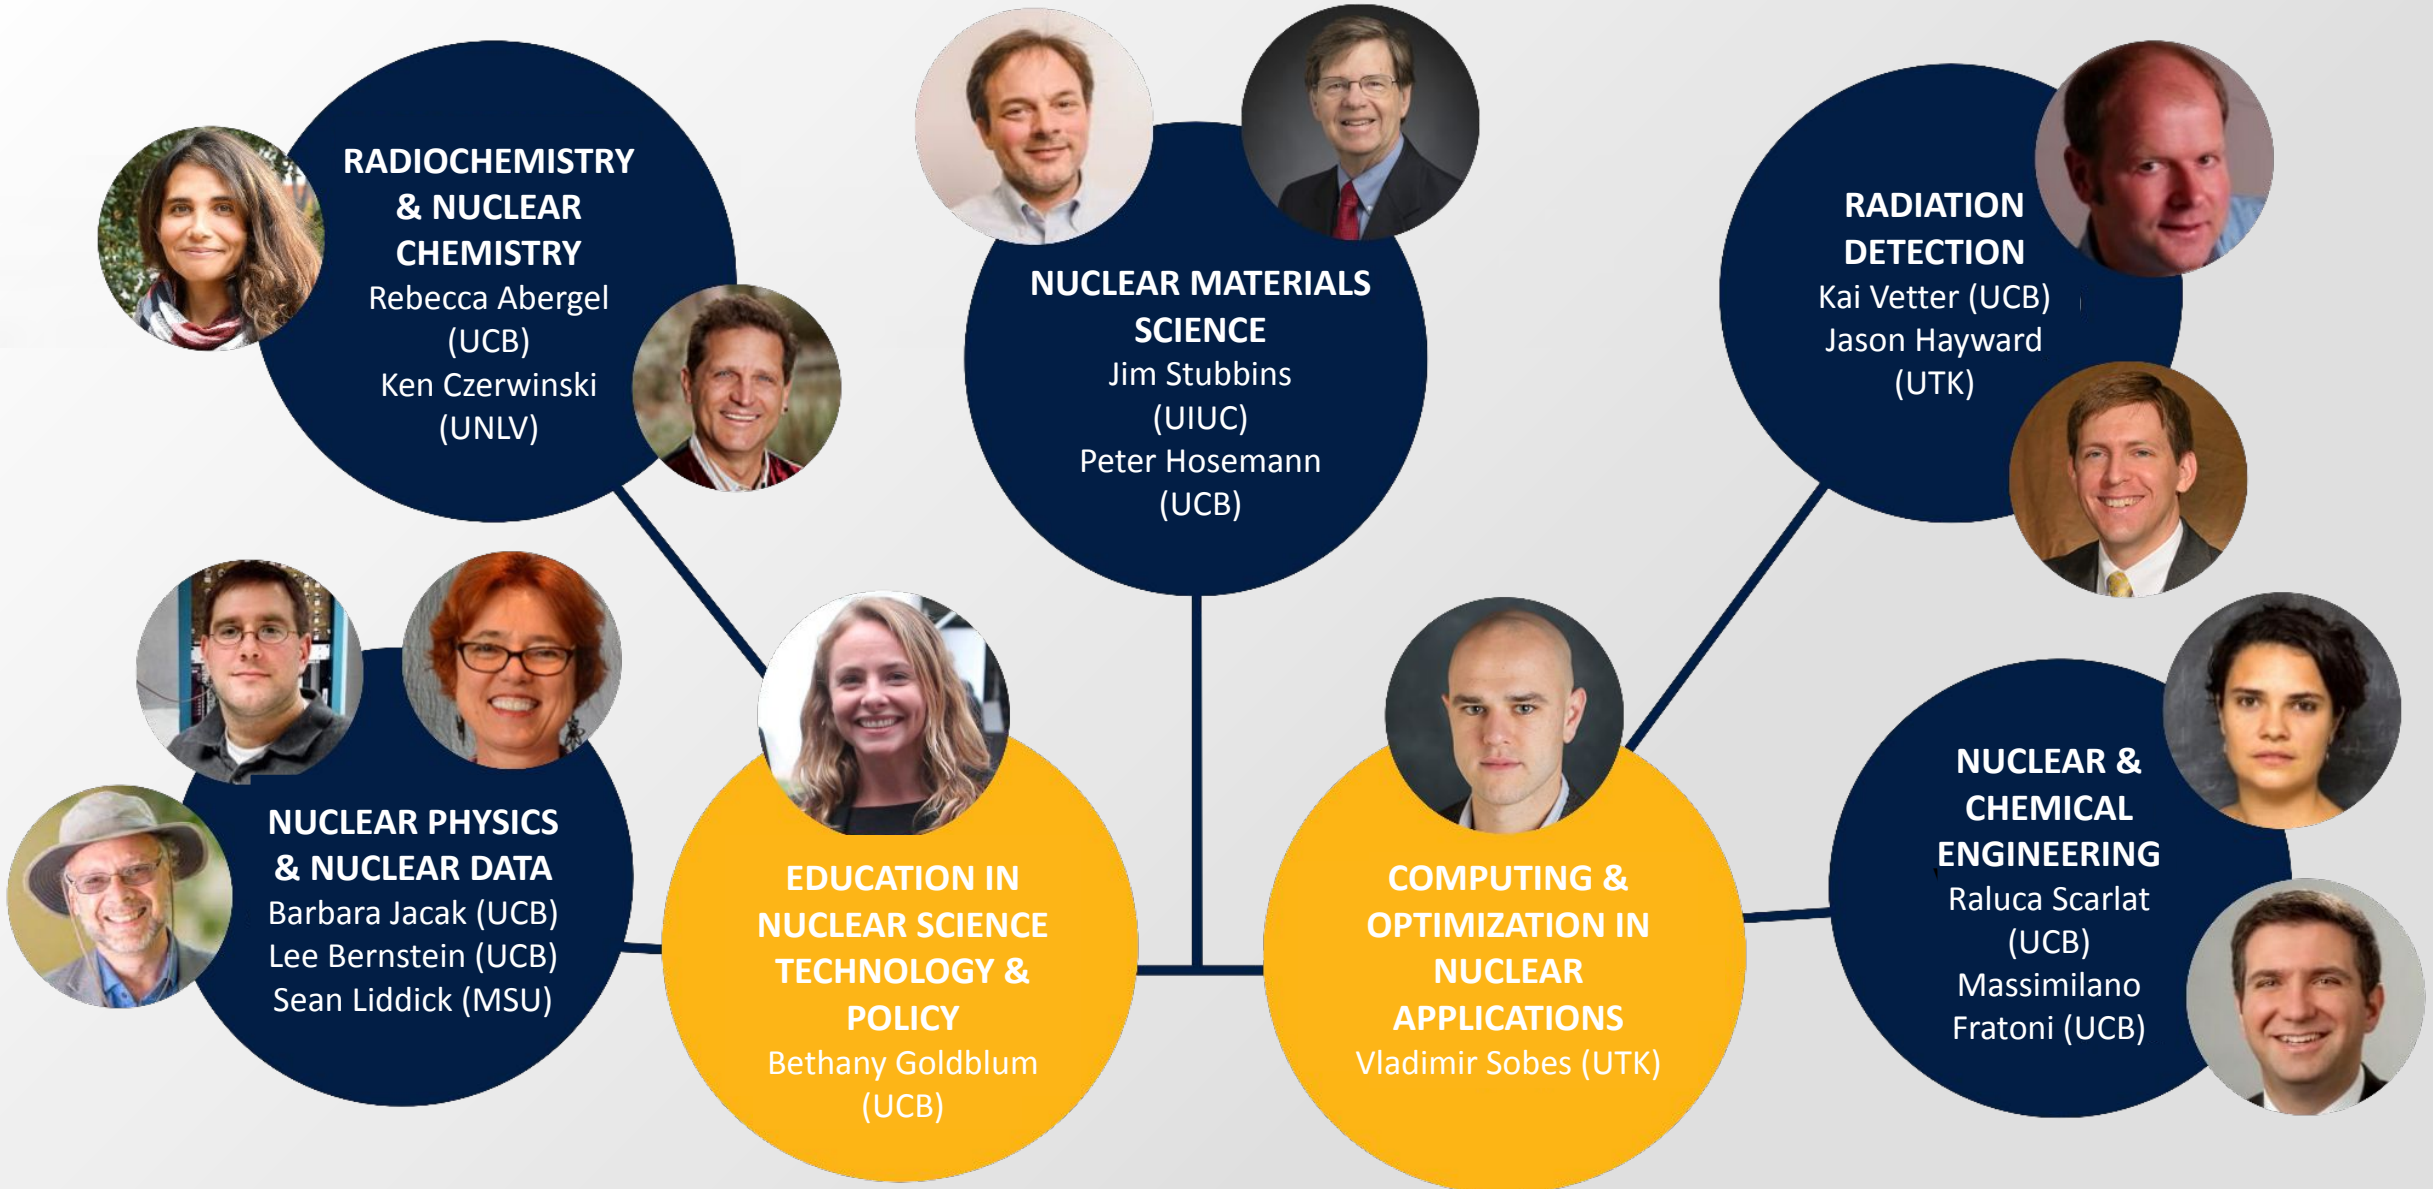 RADIOCHEMISTRY
& NUCLEAR
CHEMISTRY
Rebecca Abergel
(UCB)
Ken Czerwinski
(UNLV)
NUCLEAR MATERIALS
SCIENCE
Jim Stubbins
(UIUC)
Peter Hosemann
(UCB)
RADIATION
DETECTION
Kai Vetter (UCB)
Jason Hayward
(UTK)
NUCLEAR PHYSICS
& NUCLEAR DATA
Barbara Jacak (UCB)
Lee Bernstein (UCB)
Sean Liddick (MSU)
EDUCATION IN
NUCLEAR SCIENCE
TECHNOLOGY &
POLICY
Bethany Goldblum
(UCB)
COMPUTING &
OPTIMIZATION IN
NUCLEAR
APPLICATIONS
Vladimir Sobes (UTK)
NUCLEAR &
CHEMICAL
ENGINEERING
Raluca Scarlat
(UCB)
Massimilano
Fratoni (UCB)